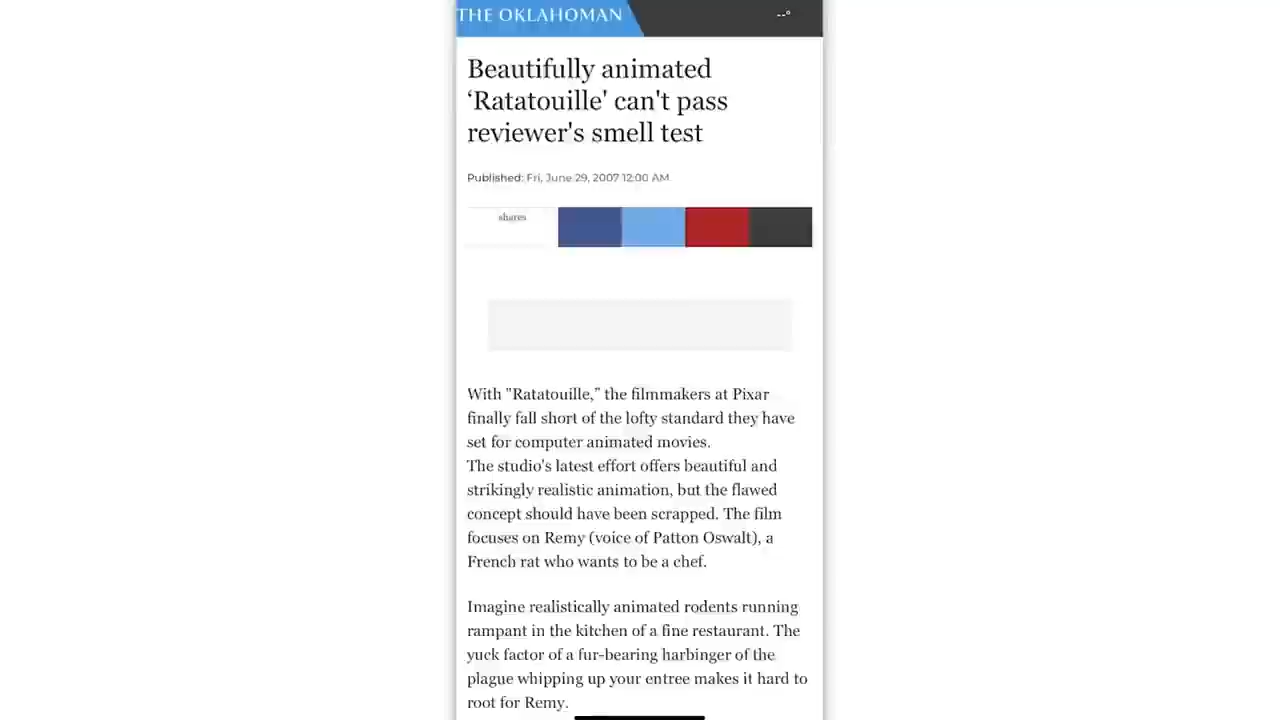 THE OKLAHOMAN
--°
Beautifully animated
‘Ratatouille' can't pass
reviewer's smell test
Published: Fri, June 29, 2007 12:00 AM
shares
With "Ratatouille,” the filmmakers at Pixar
finally fall short of the lofty standard they have
set for computer animated movies.
The studio's latest effort offers beautiful and
strikingly realistic animation, but the flawed
concept should have been scrapped. The film
focuses on Remy (voice of Patton Oswalt), a
French rat who wants to be a chef.
Imagine realistically animated rodents running
rampant in the kitchen of a fine restaurant. The
yuck factor of a fur-bearing harbinger of the
plague whipping up your entree makes it hard to
root for Remy.